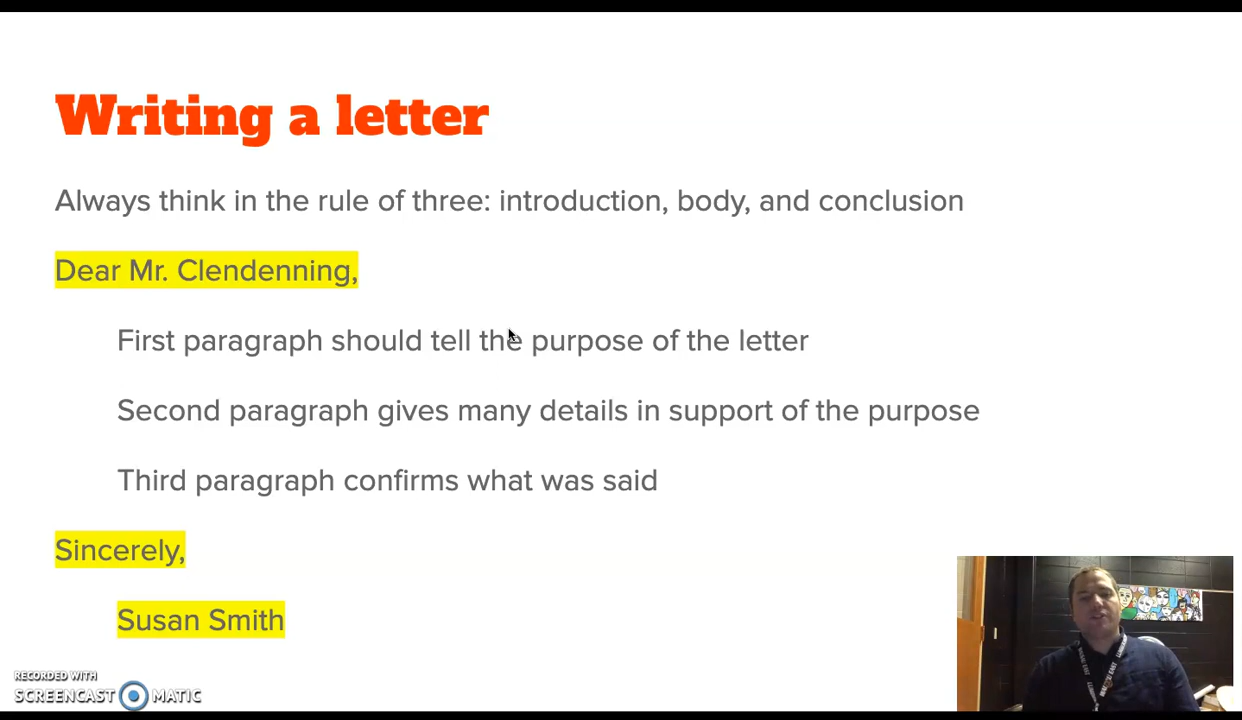 Writing a letter
Always think in the rule of three: introduction, body, and conclusion
Dear Mr. Clendenning,
First paragraph should tell the purpose of the letter
Second paragraph gives many details in support of the purpose
Third paragraph confirms what was said
Sincerely,
Susan Smith
RECORDED WITH
SCREENCAST MATIC